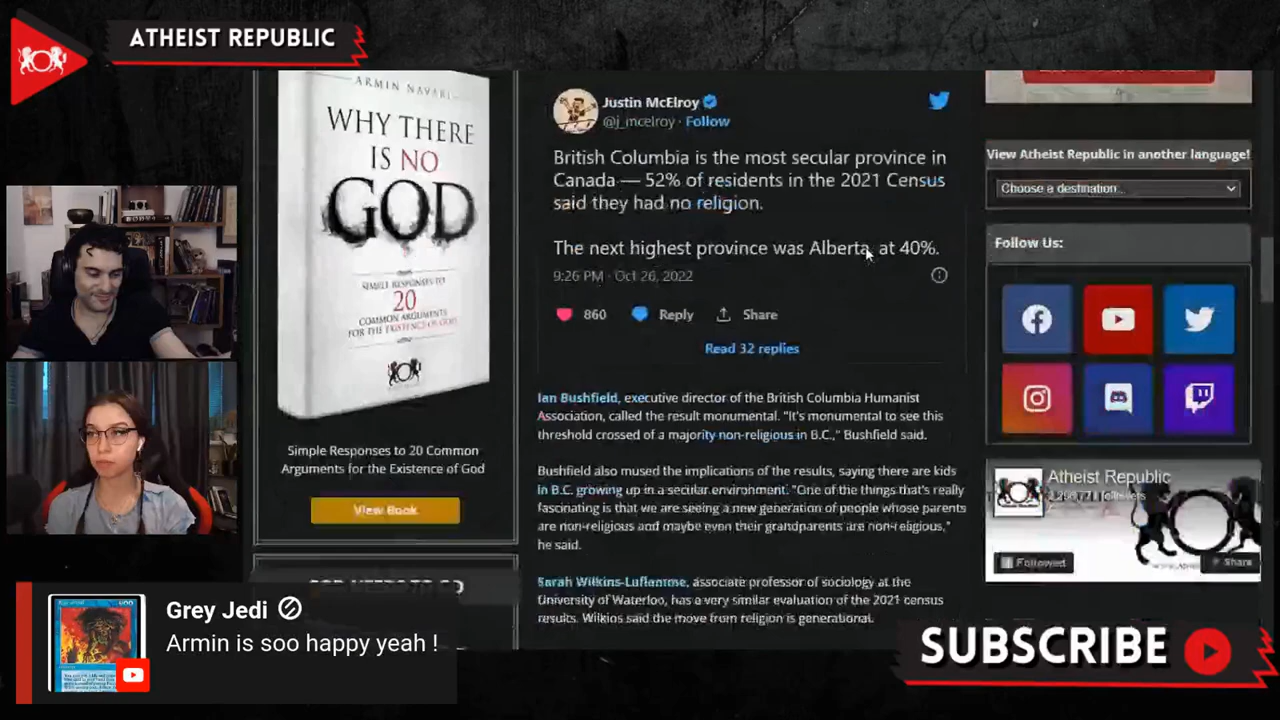 ATHEIST REPUBLIC
ARMIN NAVABI
WHY THERE
IS NO
GOD
SIMPLE RESPONSES TO
20
COMMON ARGUMENTS
FOR THE EXISTENCE OF GOD
Simple Responses to 20 Common
Arguments for the Existence of God
View Book
Justin McElroy
@j_mcelroy · Follow
British Columbia is the most secular province in
Canada — 52% of residents in the 2021 Census
said they had no religion.
The next highest province was Alberta, at 40%.
9:26 PM · Oct 26, 2022
860 Reply Share
Read 32 replies
Ian Bushfield, executive director of the British Columbia Humanist
Association, called the result monumental. "It's monumental to see this
threshold crossed of a majority non-religious in B.C.," Bushfield said.
Bushfield also mused the implications of the results, saying there are kids
in B.C. growing up in a secular environment. "One of the things that's really
fascinating is that we are seeing a new generation of people whose parents
are non-religious and maybe even their grandparents are non-religious,"
he said.
Sarah Wilkins-Laflamme, associate professor of sociology at the
University of Waterloo, has a very similar evaluation of the 2021 census
results. Wilkins said the move from religion is generational.
View Atheist Republic in another language!
Choose a destination...
Follow Us:
Atheist Republic
followers
Followed
Share
Grey Jedi
Armin is soo happy yeah !
SUBSCRIBE